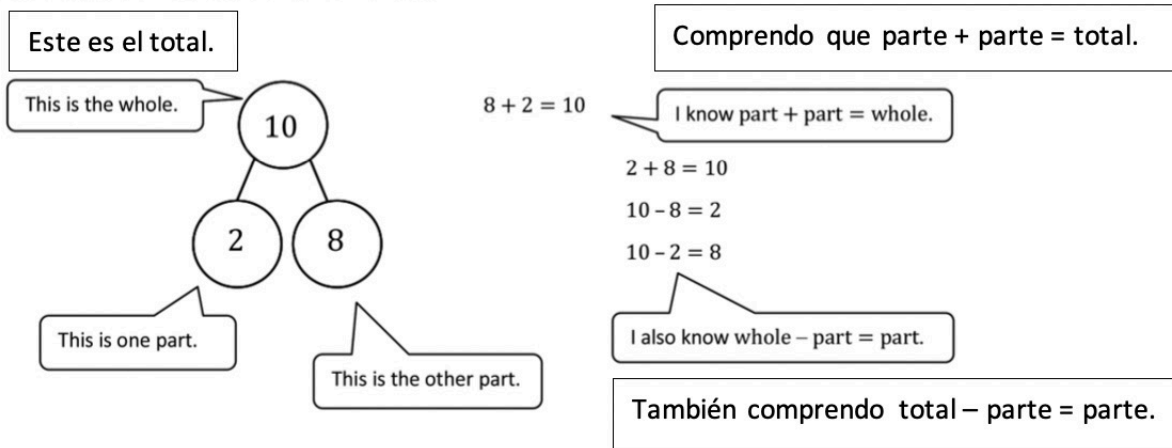 Este es el total.
Comprendo que parte + parte = total.
This is the whole.
10
8 + 2 = 10
I know part + part = whole.
2 + 8 = 10
10 – 8 = 2
2
8
10 – 2 = 8
This is one part.
I also know whole – part = part.
This is the other part.
También comprendo total – parte = parte.